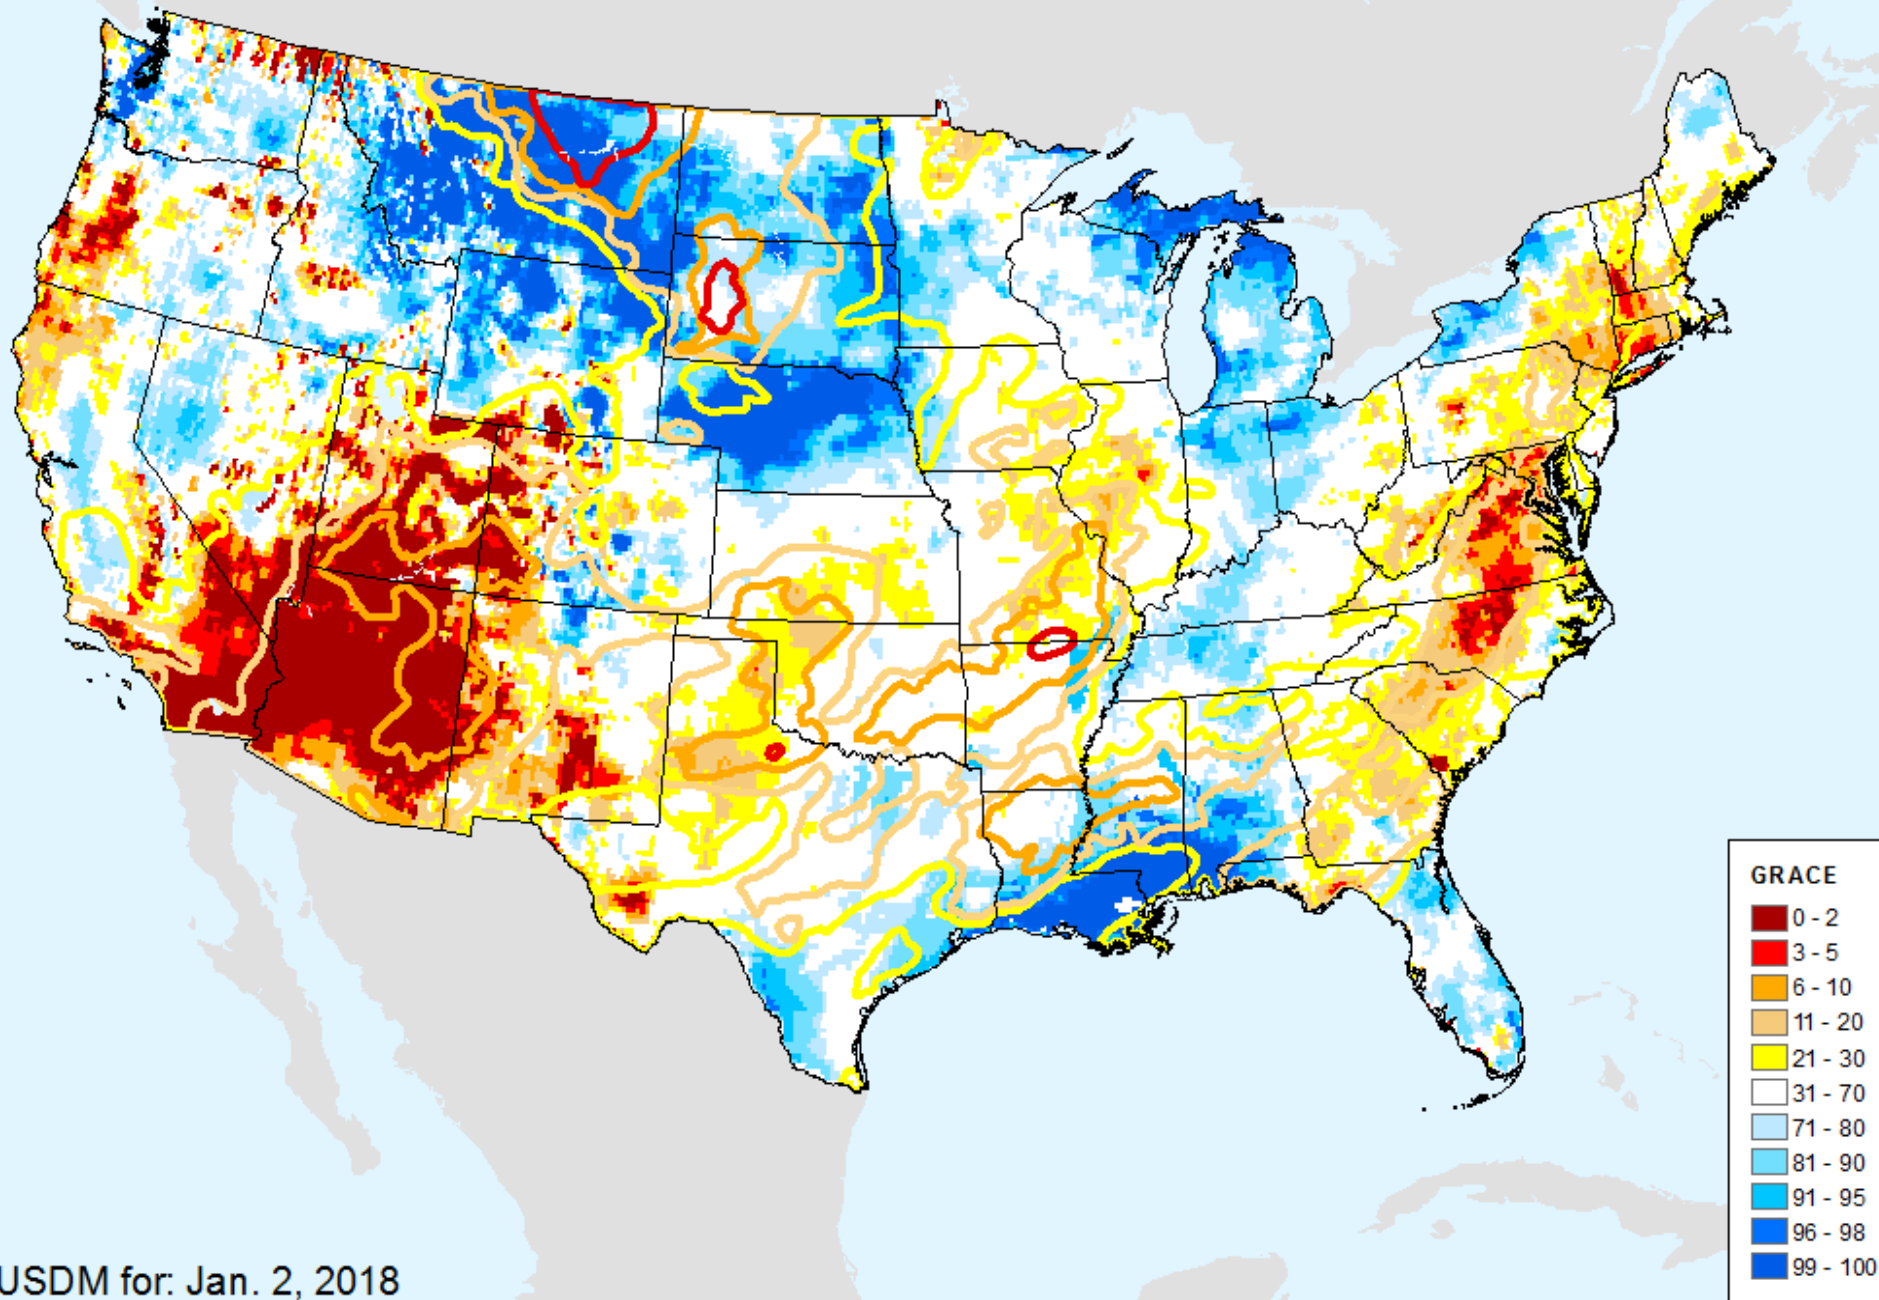 GRACE
0 - 2
3 - 5
6 - 10
11 - 20
21 - 30
31 - 70
71 - 80
81 - 90
91 - 95
96 - 98
99 - 100
USDM for: Jan. 2, 2018